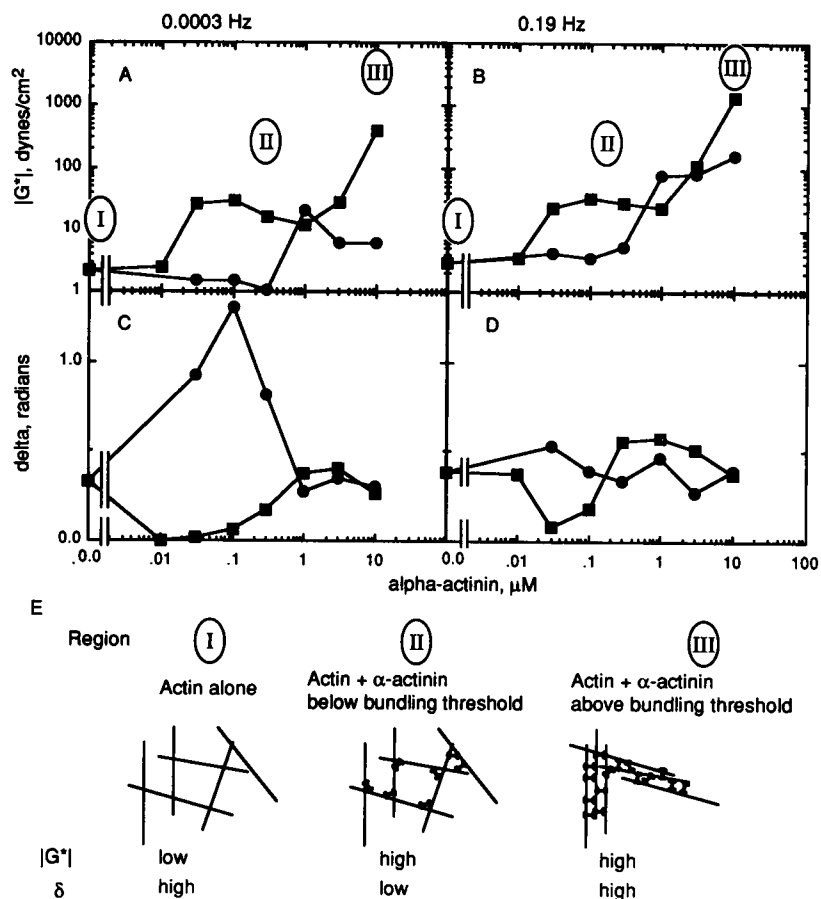 0.0003 Hz 0.19 Hz
10000 A III B III
1000
|G*|, dynes/cm²
II II
100
I I
10
1
C D
1.0
delta, radians
0.0
.0.0 .01 .1 1 10 0.0 .01 .1 1 10 100
alpha-actinin, µM
E
Region I II III
Actin alone Actin + α-actinin Actin + α-actinin
below bundling threshold above bundling threshold
|G*| low high high
δ high low high